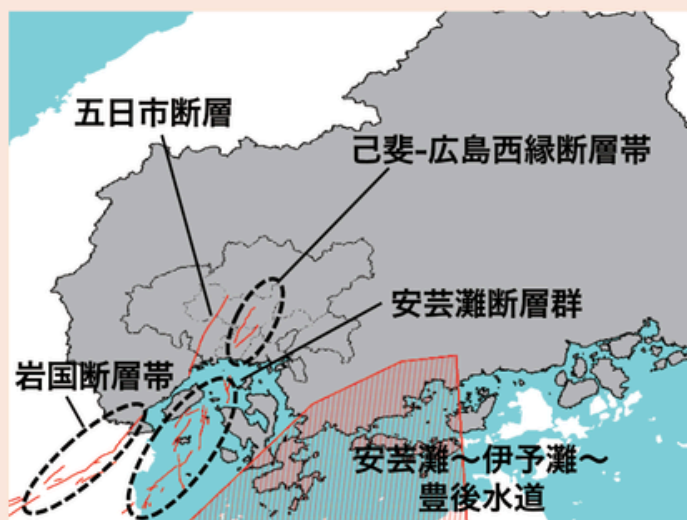 五日市断層
己斐-広島西縁断層帯
安芸灘断層群
岩国断層帯
安芸灘～伊予灘～
豊後水道